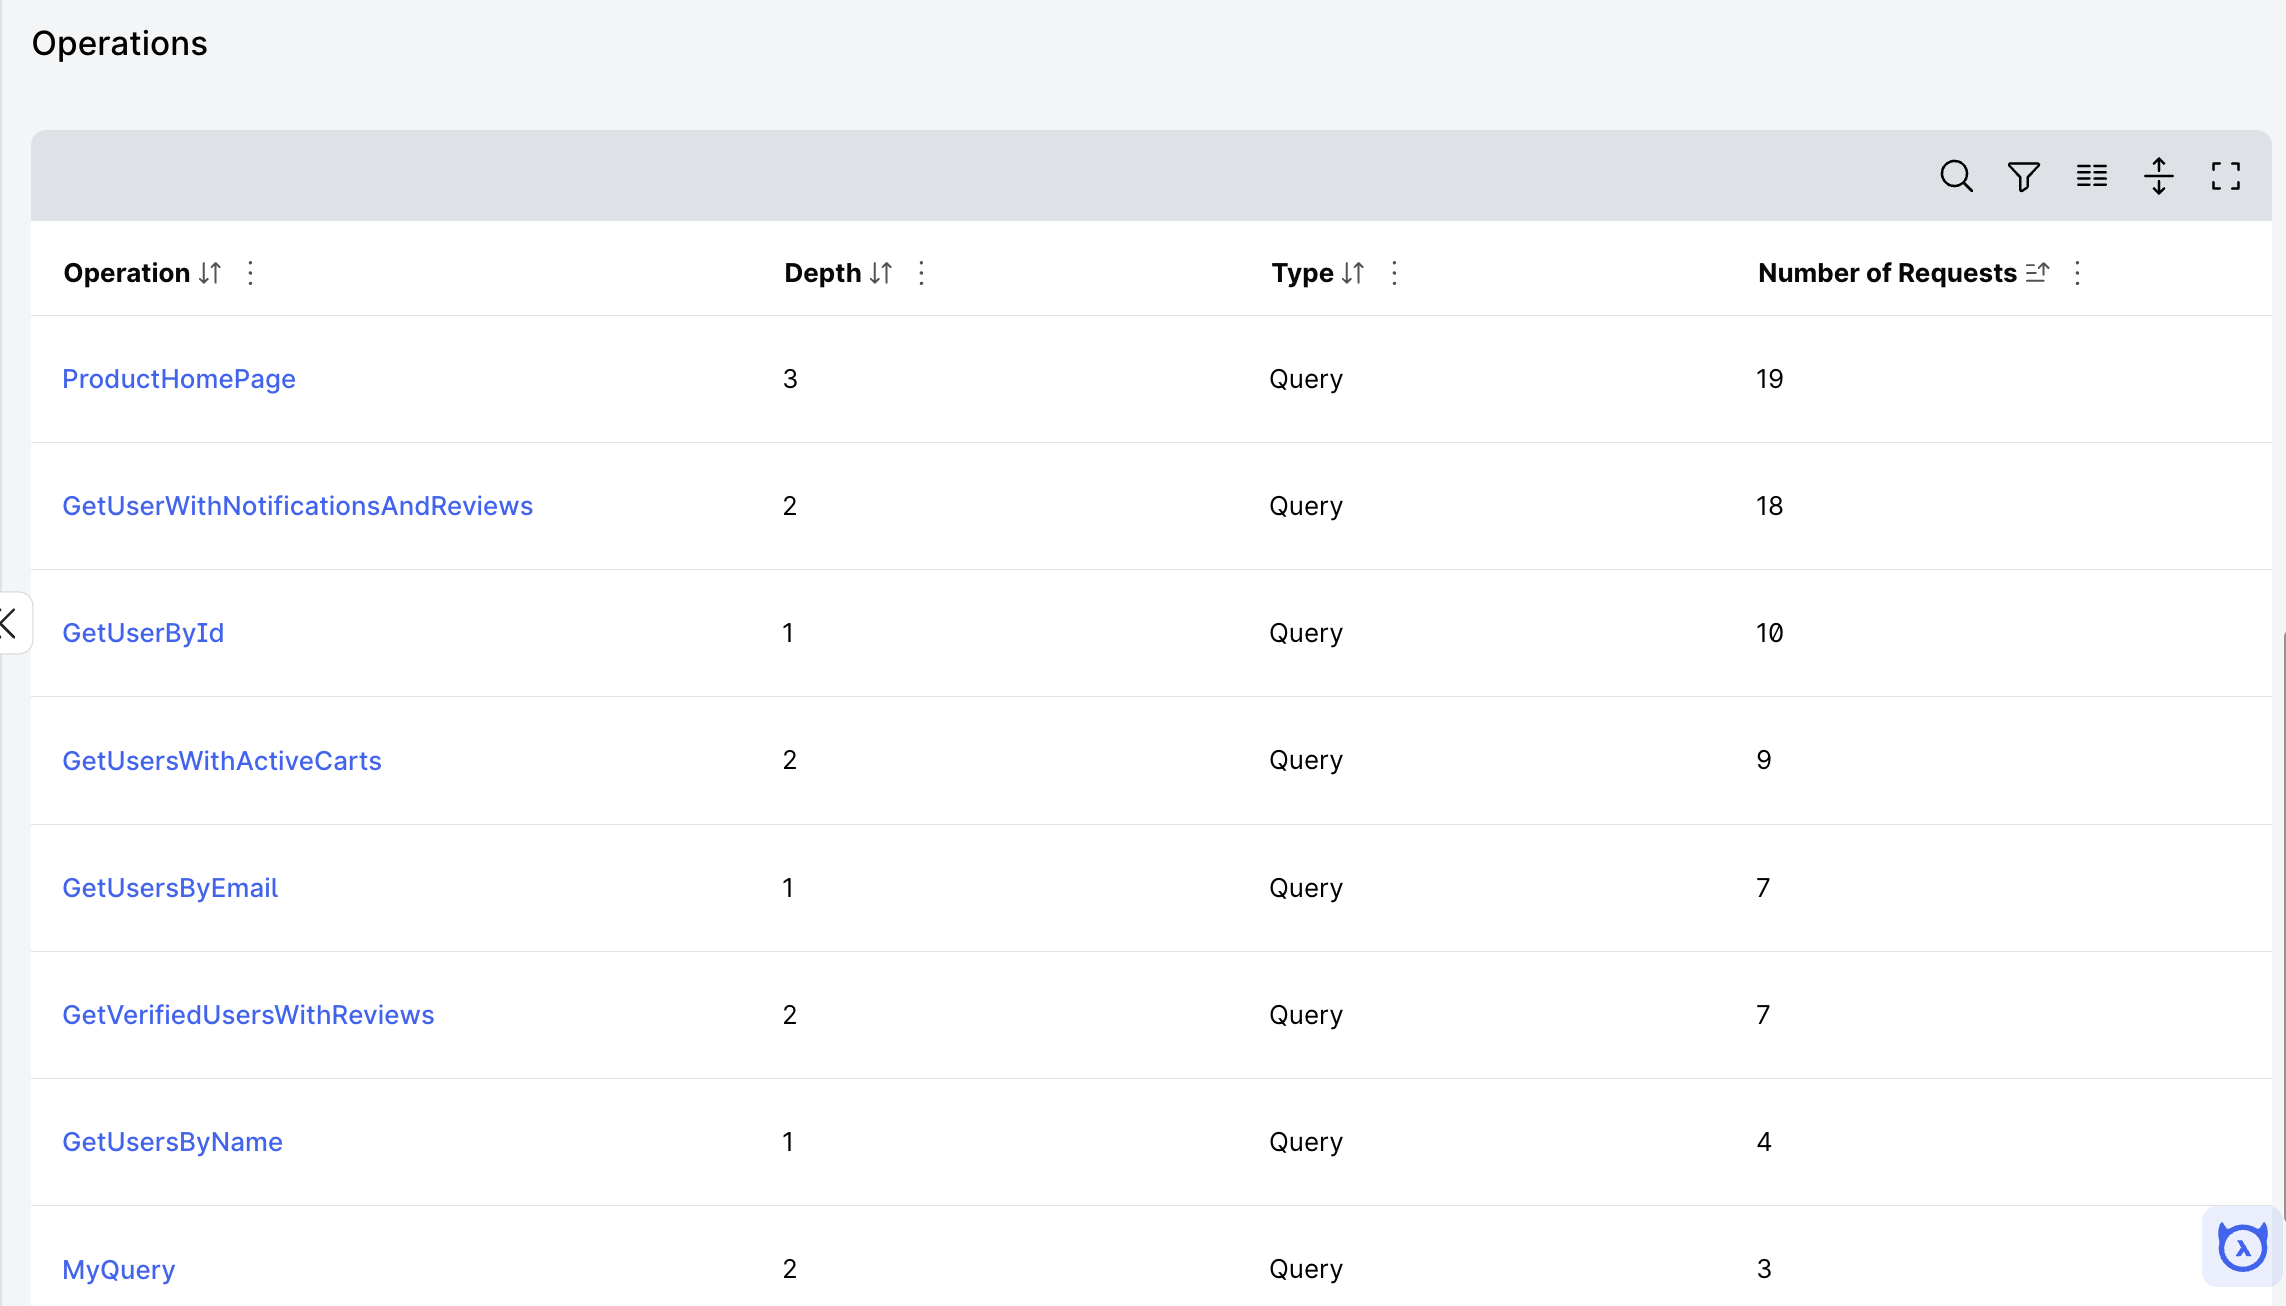 Operations
Operation Depth Type Number of Requests
ProductHomePage 3 Query 19
GetUserWithNotificationsAndReviews 2 Query 18
GetUserById 1 Query 10
GetUsersWithActiveCarts 2 Query 9
GetUsersByEmail 1 Query 7
GetVerifiedUsersWithReviews 2 Query 7
GetUsersByName 1 Query 4
MyQuery 2 Query 3
λ